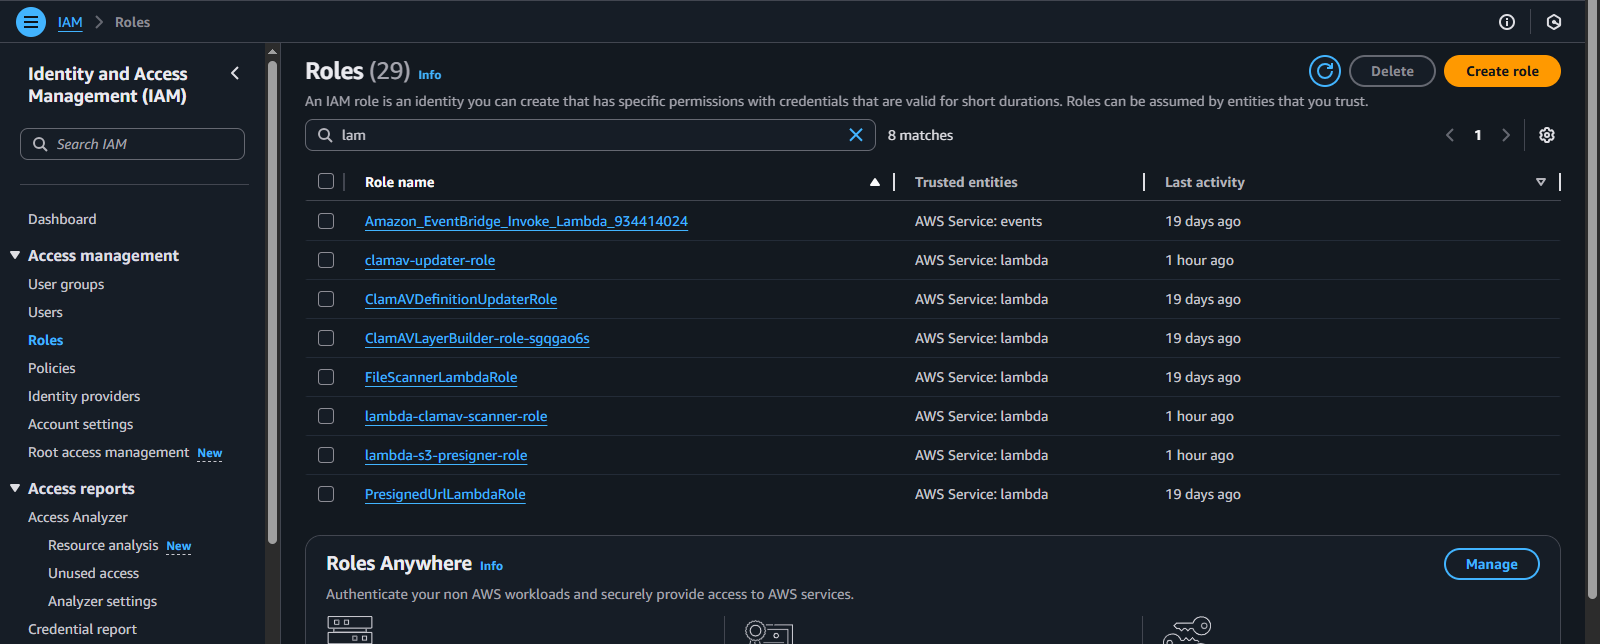 IAM > Roles
Identity and Access
Management (IAM)
Search IAM
Dashboard
Access management
User groups
Users
Roles
Policies
Identity providers
Account settings
Root access management New
Access reports
Access Analyzer
Resource analysis New
Unused access
Analyzer settings
Credential report
Roles (29) Info
Delete
Create role
An IAM role is an identity you can create that has specific permissions with credentials that are valid for short durations. Roles can be assumed by entities that you trust.
lam
8 matches
1
Role name Trusted entities Last activity
Amazon_EventBridge_Invoke_Lambda_934414024 AWS Service: events 19 days ago
clamav-updater-role AWS Service: lambda 1 hour ago
ClamAVDefinitionUpdaterRole AWS Service: lambda 19 days ago
ClamAVLayerBuilder-role-sgqgao6s AWS Service: lambda 19 days ago
FileScannerLambdaRole AWS Service: lambda 19 days ago
lambda-clamav-scanner-role AWS Service: lambda 1 hour ago
lambda-s3-presigner-role AWS Service: lambda 1 hour ago
PresignedUrlLambdaRole AWS Service: lambda 19 days ago
Roles Anywhere Info
Manage
Authenticate your non AWS workloads and securely provide access to AWS services.